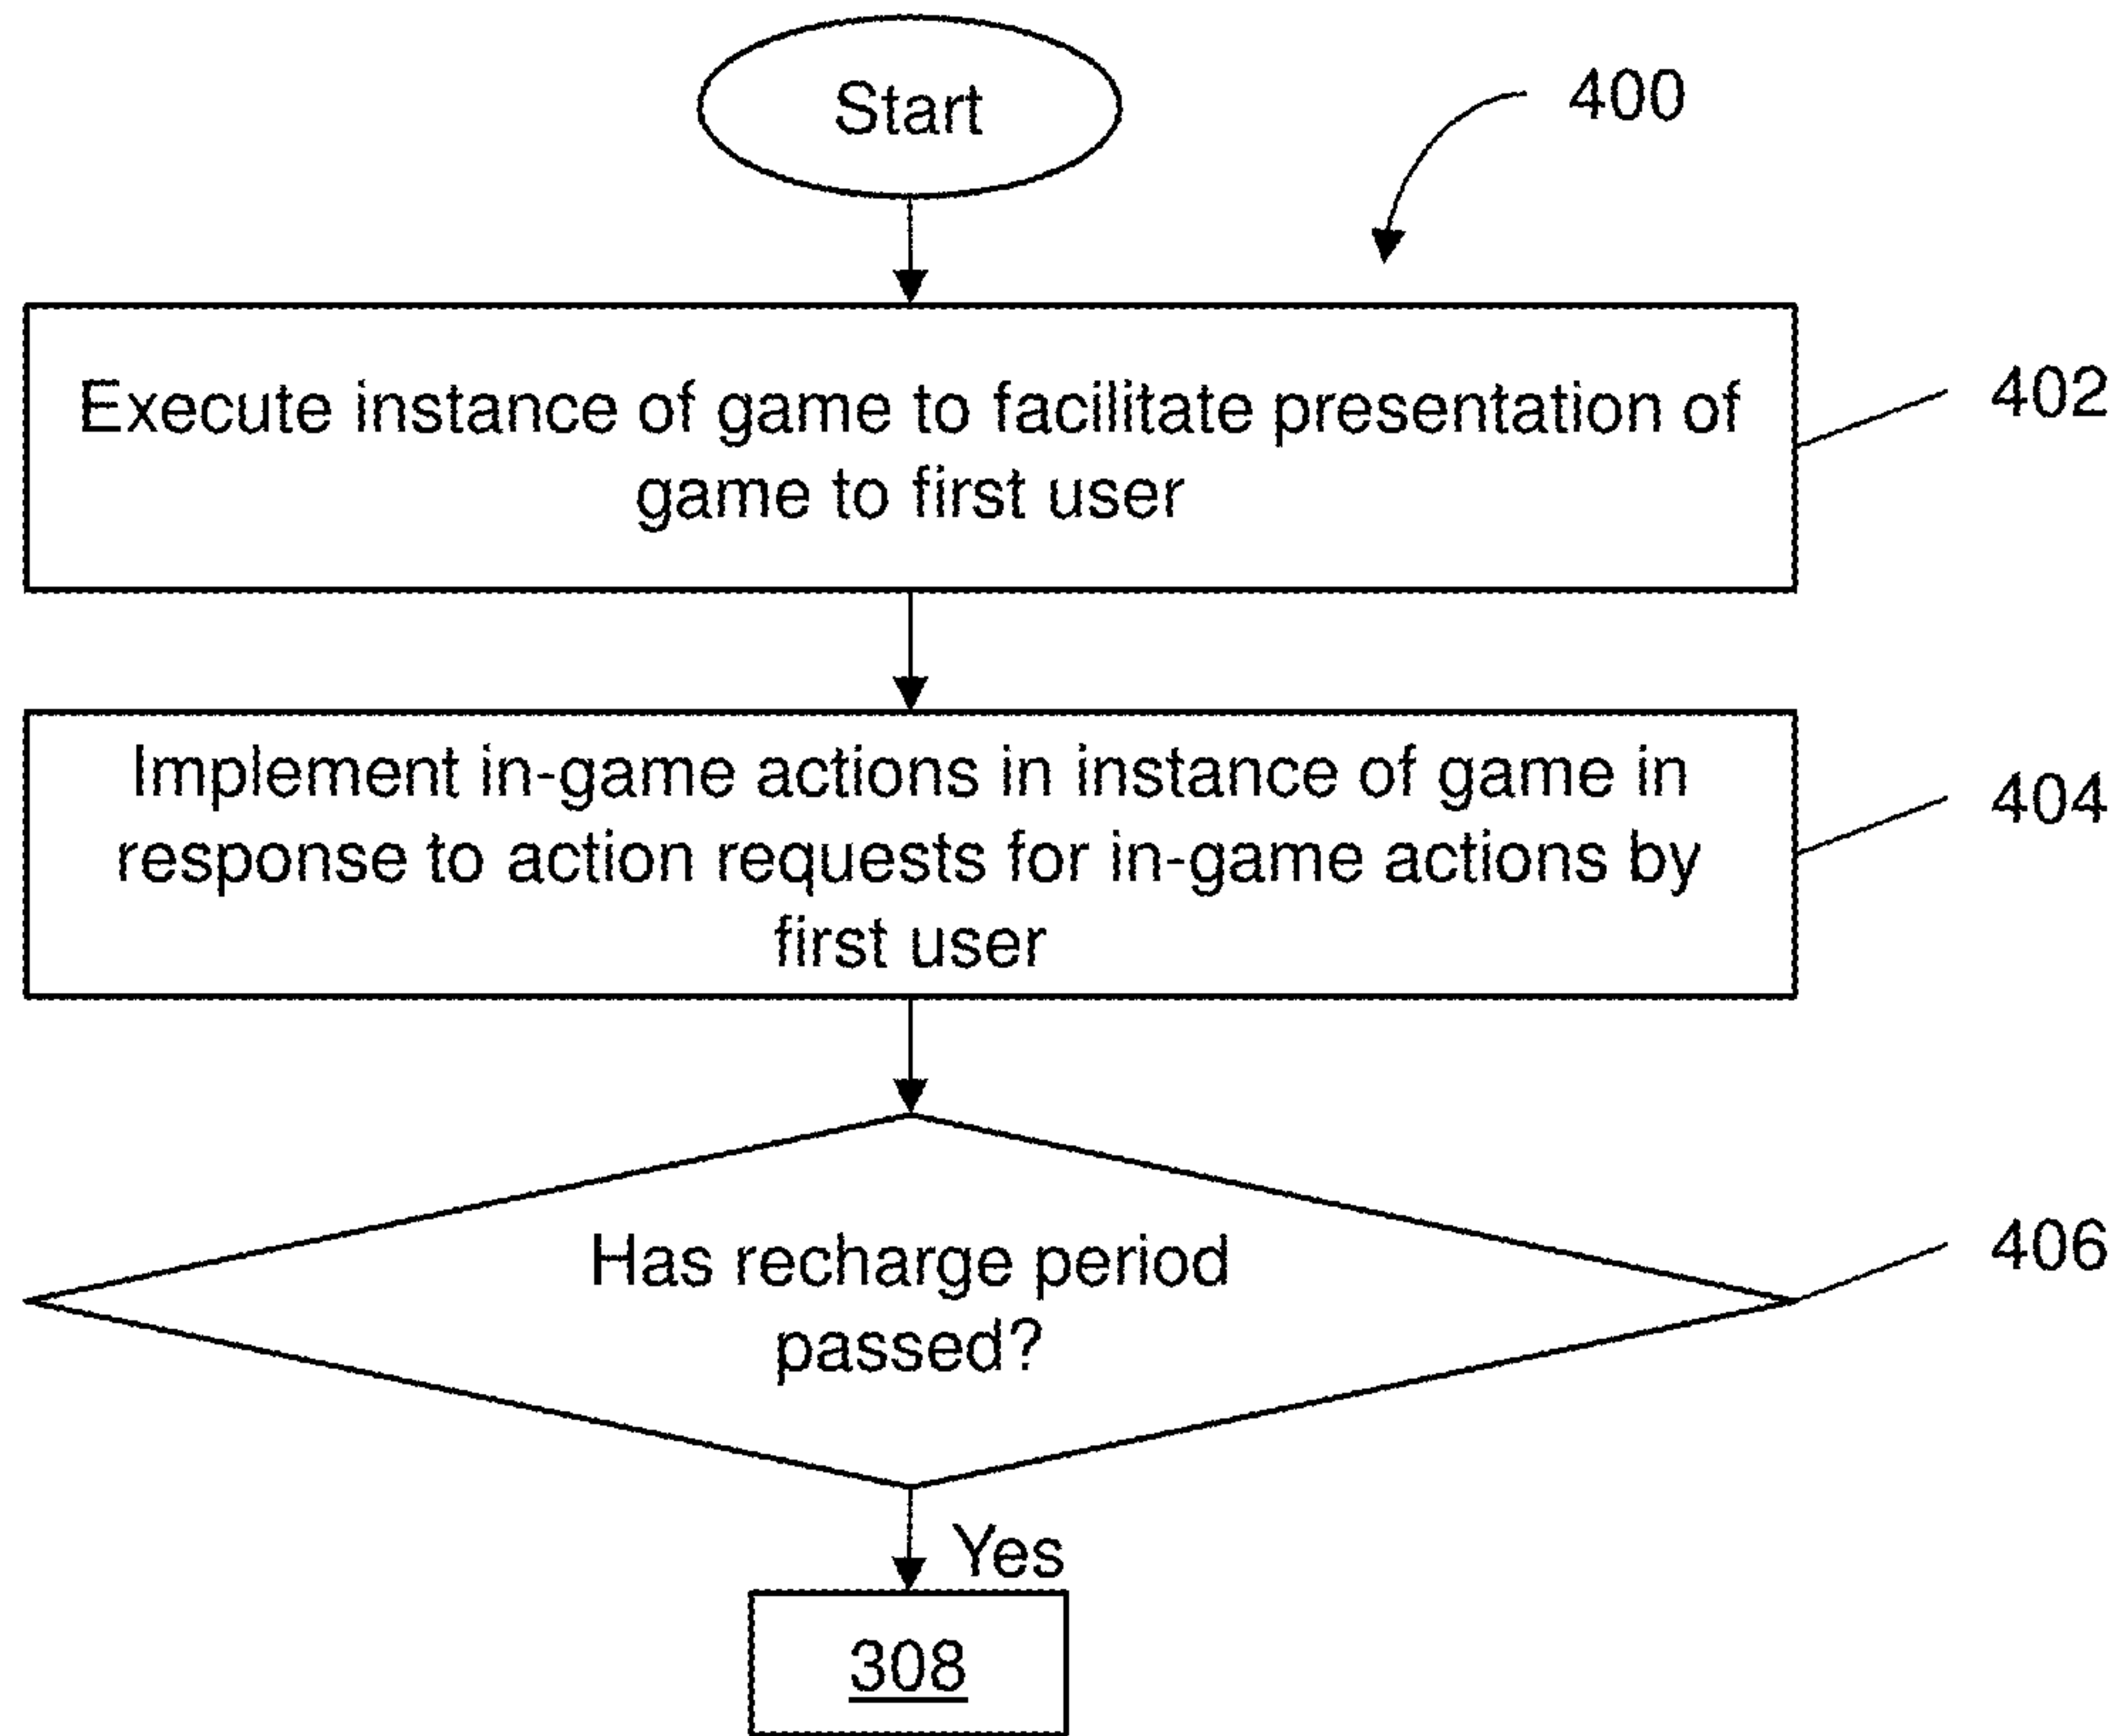 Start
400
Execute instance of game to facilitate presentation of
game to first user
402
Implement in-game actions in instance of game in
response to action requests for in-game actions by
first user
404
Has recharge period
passed?
406
Yes
308